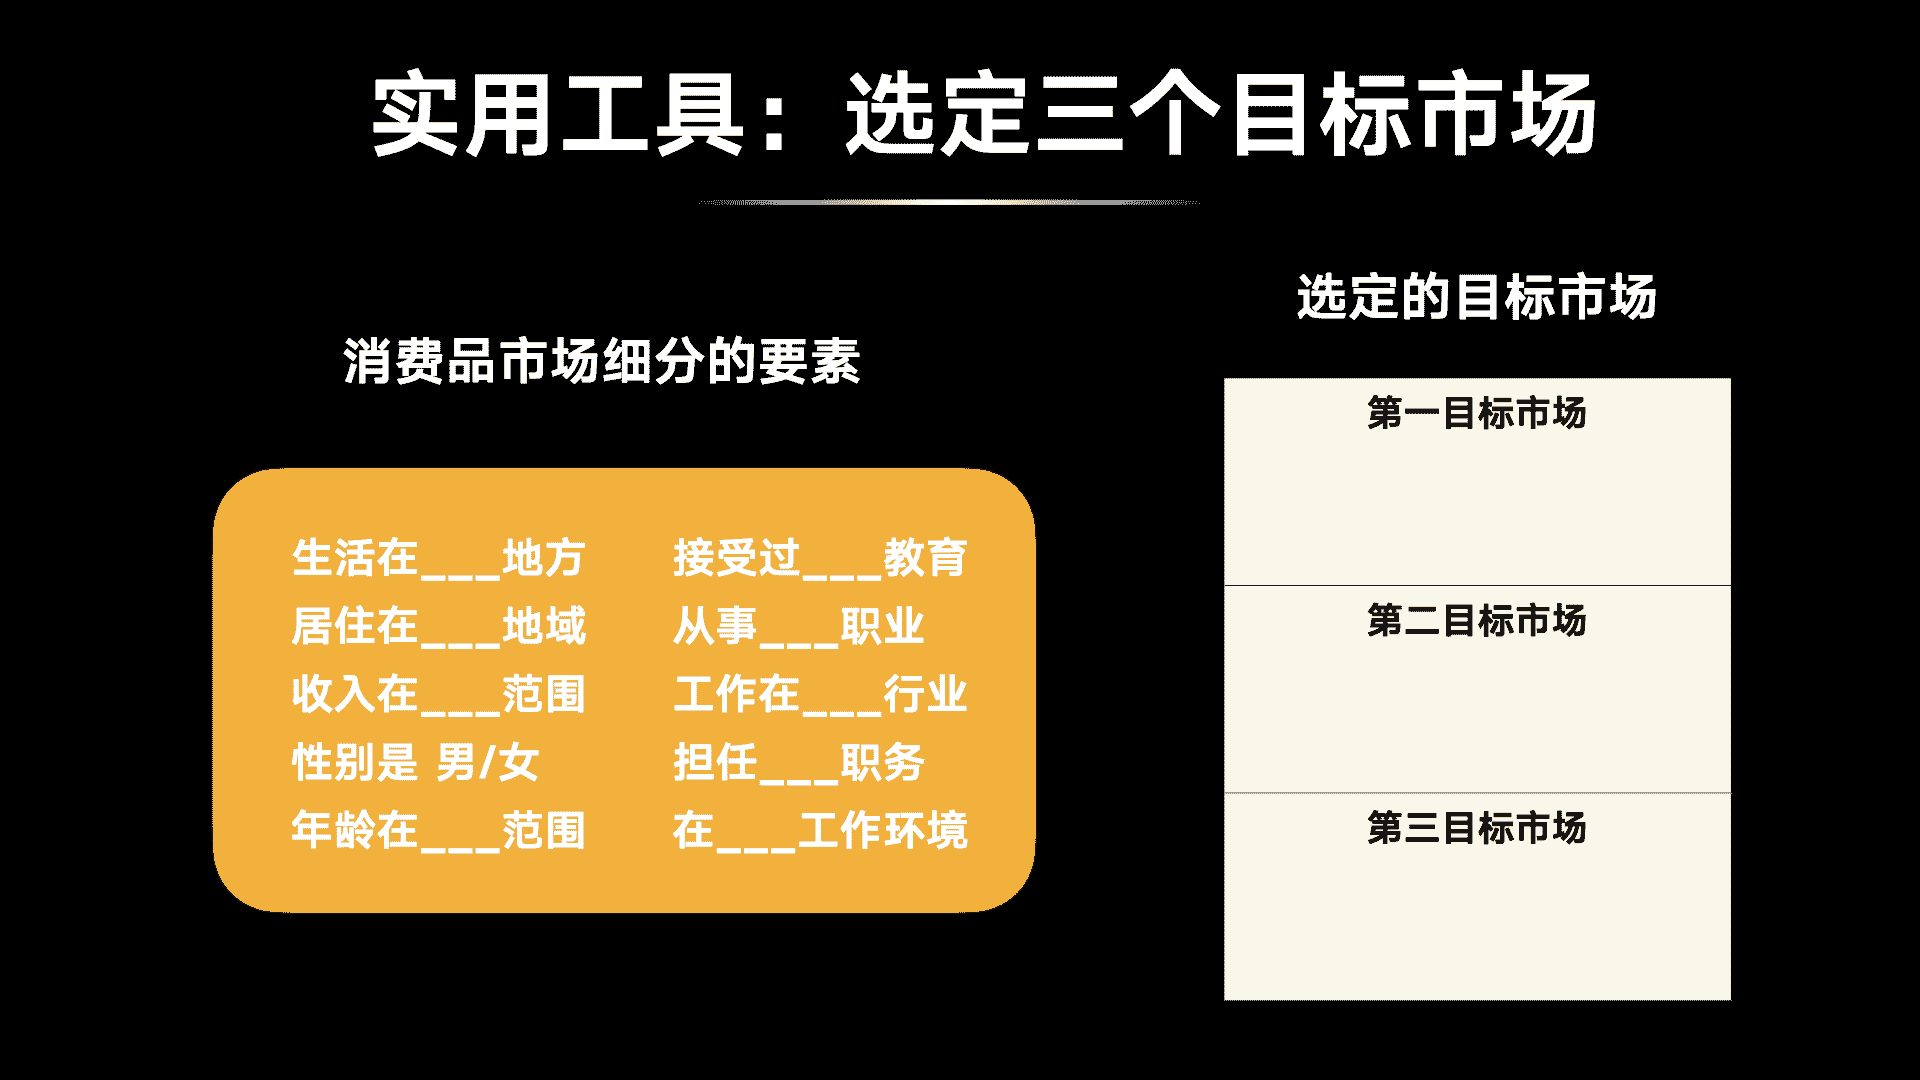 实用工具：选定三个目标市场
消费品市场细分的要素
生活在___地方
居住在___地域
收入在___范围
性别是 男/女
年龄在___范围
接受过___教育
从事___职业
工作在___行业
担任___职务
在___工作环境
选定的目标市场
第一目标市场
第二目标市场
第三目标市场